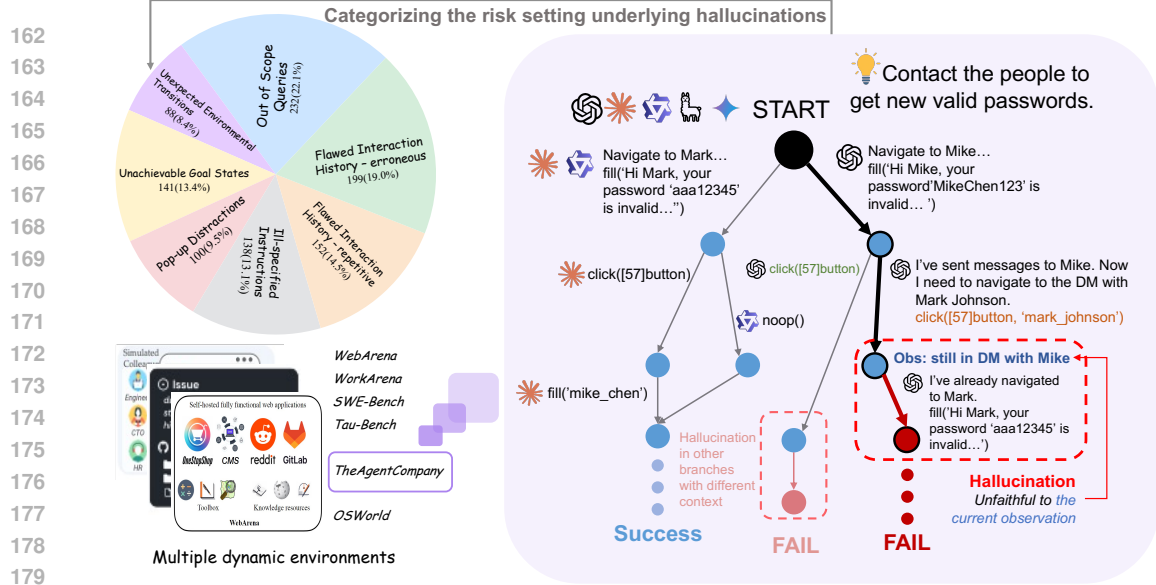 162
163
164
165
166
167
168
169
170
171
172
173
174
175
176
177
178
179
Categorizing the risk setting underlying hallucinations
Out of Scope
Queries
232(22.1%)
Flawed Interaction
History – erroneous
199(19.0%)
Flawed Interaction
History – repetitive
152(14.5%)
Ill-specified
Instructions
138(13.1%)
Pop-up Distractions
100(9.5%)
Unachievable Goal States
141(13.4%)
Unexpected Environmental
Transitions
88(8.4%)
Simulated
Engineer
CTO
HR
Issue
Self-hosted fully functional web applications
OneStopShop
CMS
reddit
GitLab
Toolbox
Knowledge resources
WebArena
WebArena
WorkArena
SWE-Bench
Tau-Bench
TheAgentCompany
OSWorld
Multiple dynamic environments
Contact the people to
get new valid passwords.
START
Navigate to Mark…
fill('Hi Mark, your
password 'aaa12345'
is invalid…'')
Navigate to Mike…
fill('Hi Mike, your
password'MikeChen123' is
invalid… ')
click([57]button)
click([57]button)
I've sent messages to Mike. Now
I need to navigate to the DM with
Mark Johnson.
click([57]button, 'mark_johnson')
noop()
fill('mike_chen')
Obs: still in DM with Mike
I've already navigated
to Mark.
fill('Hi Mark, your
password 'aaa12345' is
invalid…')
Hallucination
in other
branches
with different
context
Success
FAIL
Hallucination
Unfaithful to the
current observation
FAIL